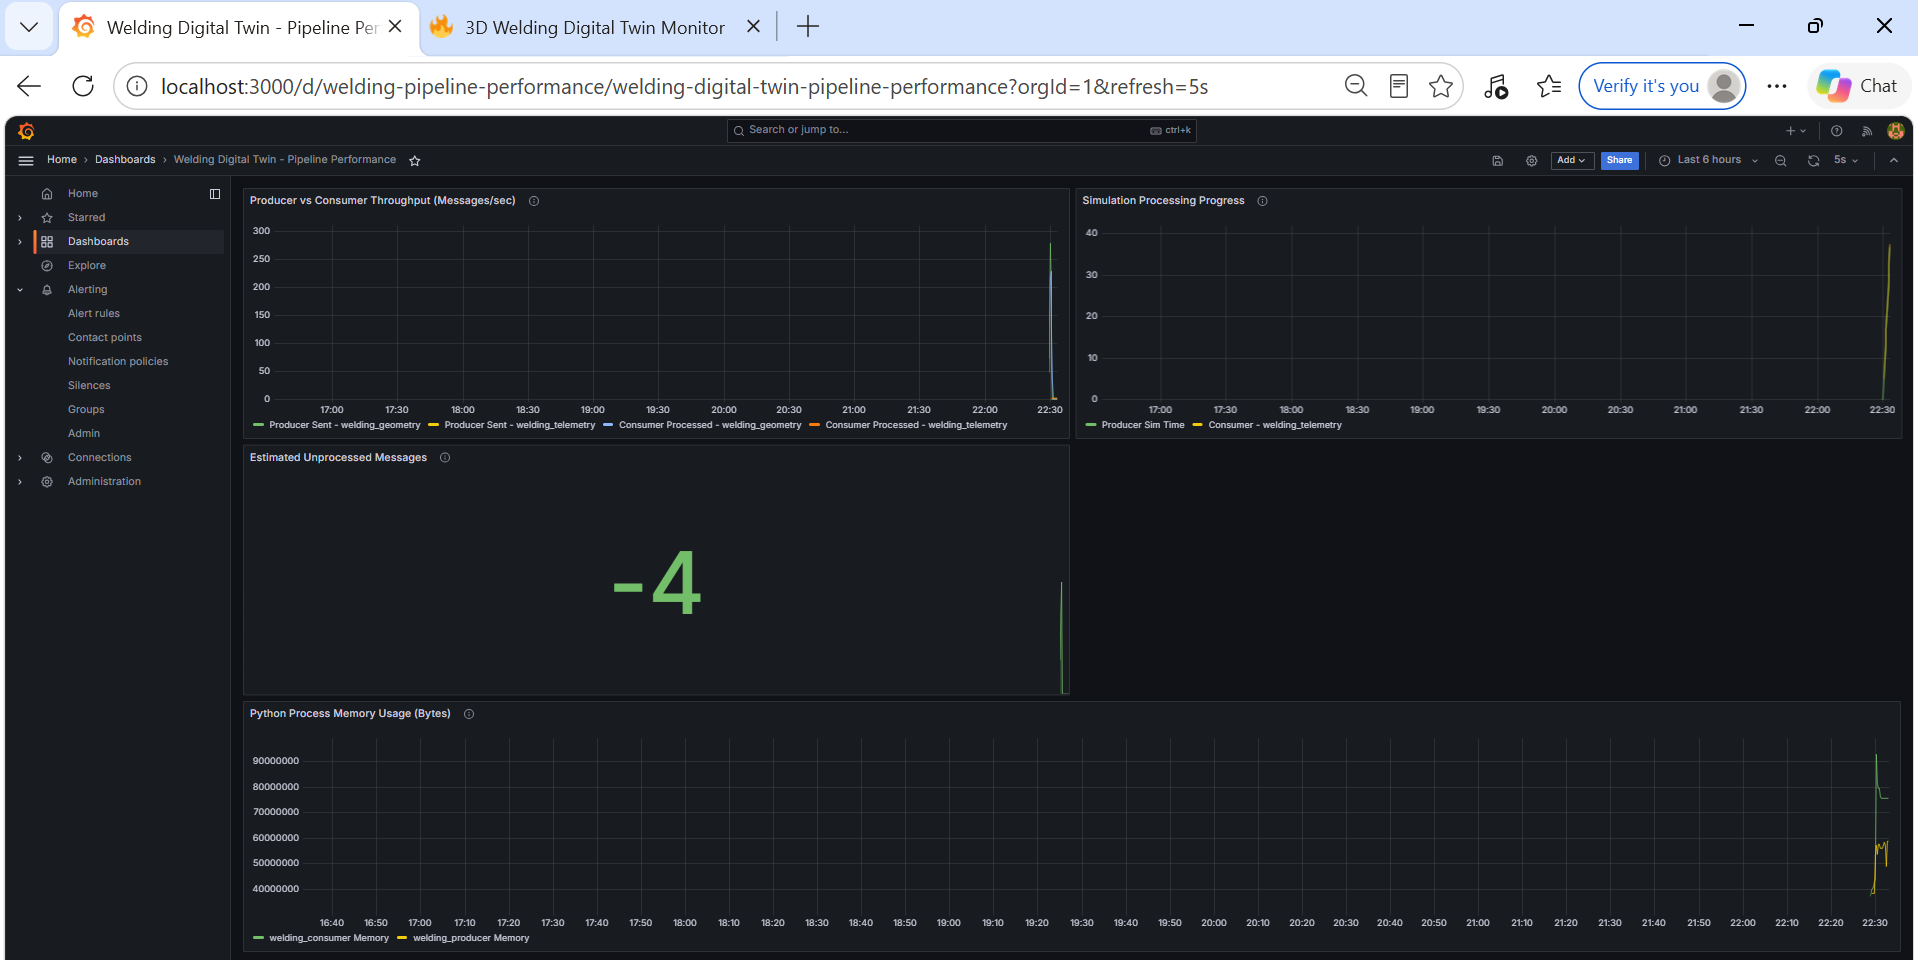 Welding Digital Twin - Pipeline Per
3D Welding Digital Twin Monitor
localhost:3000/d/welding-pipeline-performance/welding-digital-twin-pipeline-performance?orgId=1&refresh=5s
Verify it's you
Chat
Search or jump to...
ctrl+k
Home › Dashboards › Welding Digital Twin - Pipeline Performance
Add
Share
Last 6 hours
5s
Home
Starred
Dashboards
Explore
Alerting
Alert rules
Contact points
Notification policies
Silences
Groups
Admin
Connections
Administration
Producer vs Consumer Throughput (Messages/sec)
300
250
200
150
100
50
0
17:00 17:30 18:00 18:30 19:00 19:30 20:00 20:30 21:00 21:30 22:00 22:30
Producer Sent - welding_geometry Producer Sent - welding_telemetry Consumer Processed - welding_geometry Consumer Processed - welding_telemetry
Simulation Processing Progress
40
30
20
10
0
17:00 17:30 18:00 18:30 19:00 19:30 20:00 20:30 21:00 21:30 22:00 22:30
Producer Sim Time Consumer - welding_telemetry
Estimated Unprocessed Messages
-4
Python Process Memory Usage (Bytes)
90000000
80000000
70000000
60000000
50000000
40000000
16:40 16:50 17:00 17:10 17:20 17:30 17:40 17:50 18:00 18:10 18:20 18:30 18:40 18:50 19:00 19:10 19:20 19:30 19:40 19:50 20:00 20:10 20:20 20:30 20:40 20:50 21:00 21:10 21:20 21:30 21:40 21:50 22:00 22:10 22:20 22:30
welding_consumer Memory welding_producer Memory